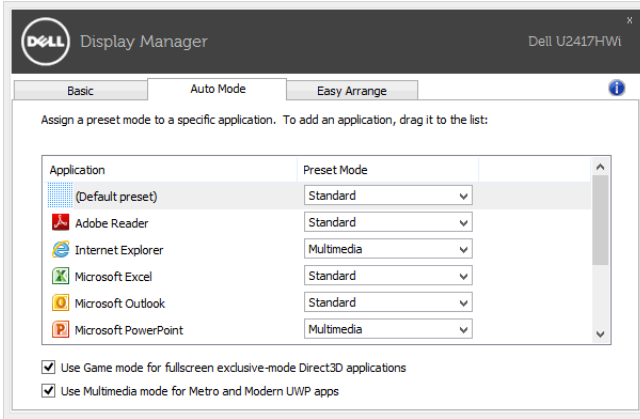 DELL Display Manager Dell U2417HWi
x
Basic Auto Mode Easy Arrange
Assign a preset mode to a specific application. To add an application, drag it to the list:
Application Preset Mode
(Default preset) Standard
Adobe Reader Standard
Internet Explorer Multimedia
Microsoft Excel Standard
Microsoft Outlook Standard
Microsoft PowerPoint Multimedia
Use Game mode for fullscreen exclusive-mode Direct3D applications
Use Multimedia mode for Metro and Modern UWP apps